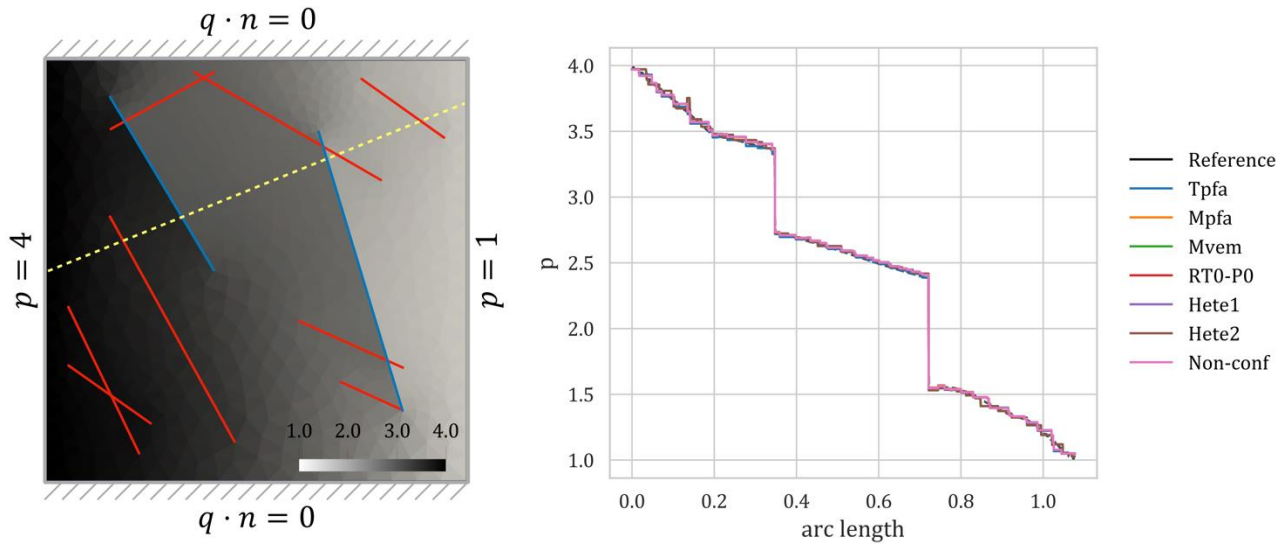 q · n = 0
p = 4
p = 1
1.0 2.0 3.0 4.0
q · n = 0
p
4.0
3.5
3.0
2.5
2.0
1.5
1.0
0.0 0.2 0.4 0.6 0.8 1.0
arc length
Reference
Tpfa
Mpfa
Mvem
RT0-P0
Hete1
Hete2
Non-conf